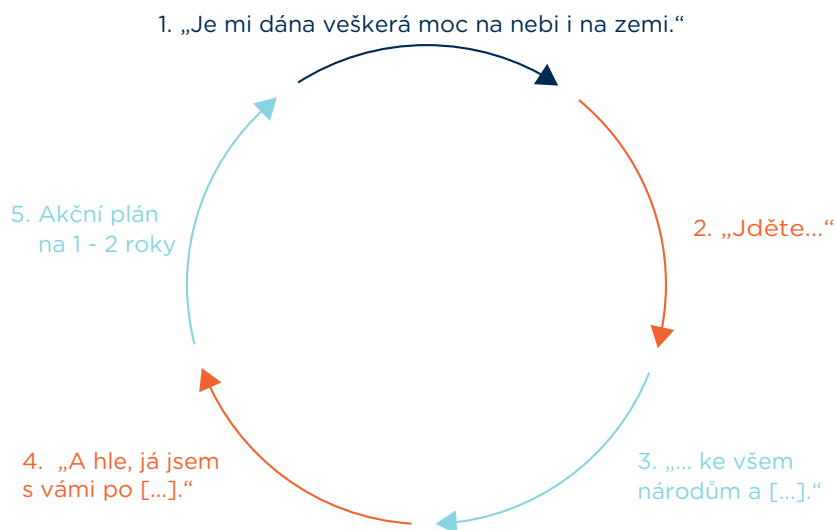 1. „Je mi dána veškerá moc na nebi i na zemi.“
2. „Jděte...“
3. „... ke všem
národům a [...].“
4. „A hle, já jsem
s vámi po [...].“
5. Akční plán
na 1 - 2 roky